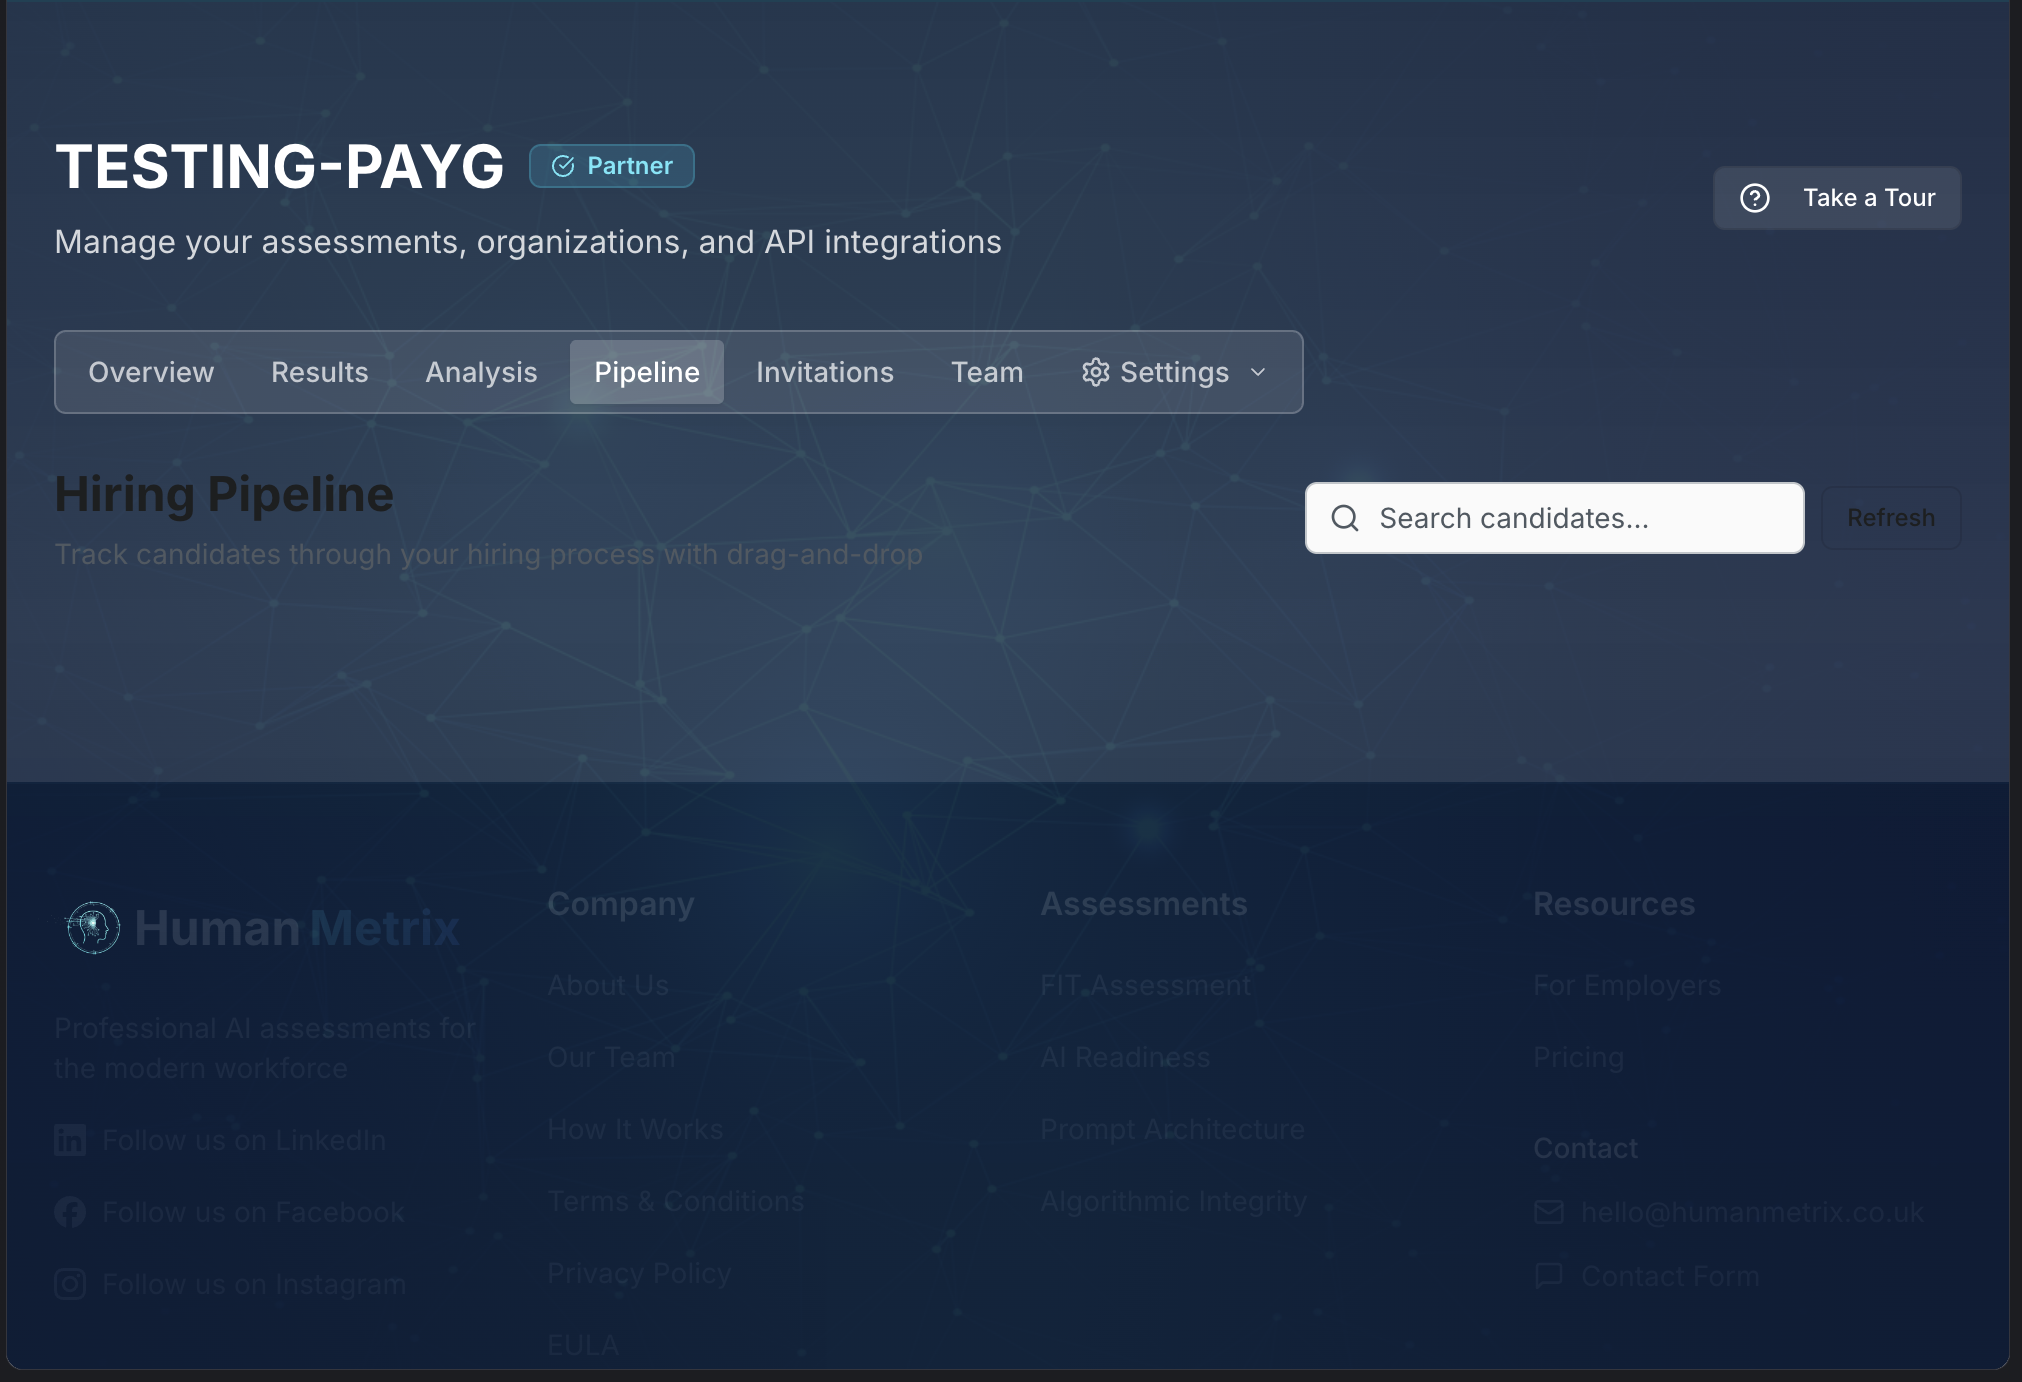 TESTING-PAYG
Partner
Take a Tour
Manage your assessments, organizations, and API integrations
Overview
Results
Analysis
Pipeline
Invitations
Team
Settings
Hiring Pipeline
Track candidates through your hiring process with drag-and-drop
Search candidates...
Refresh
Human Metrix
Professional AI assessments for
the modern workforce
Follow us on LinkedIn
Follow us on Facebook
Follow us on Instagram
Company
About Us
Our Team
How It Works
Terms & Conditions
Privacy Policy
EULA
Assessments
FIT Assessment
AI Readiness
Prompt Architecture
Algorithmic Integrity
Resources
For Employers
Pricing
Contact
hello@humanmetrix.co.uk
Contact Form